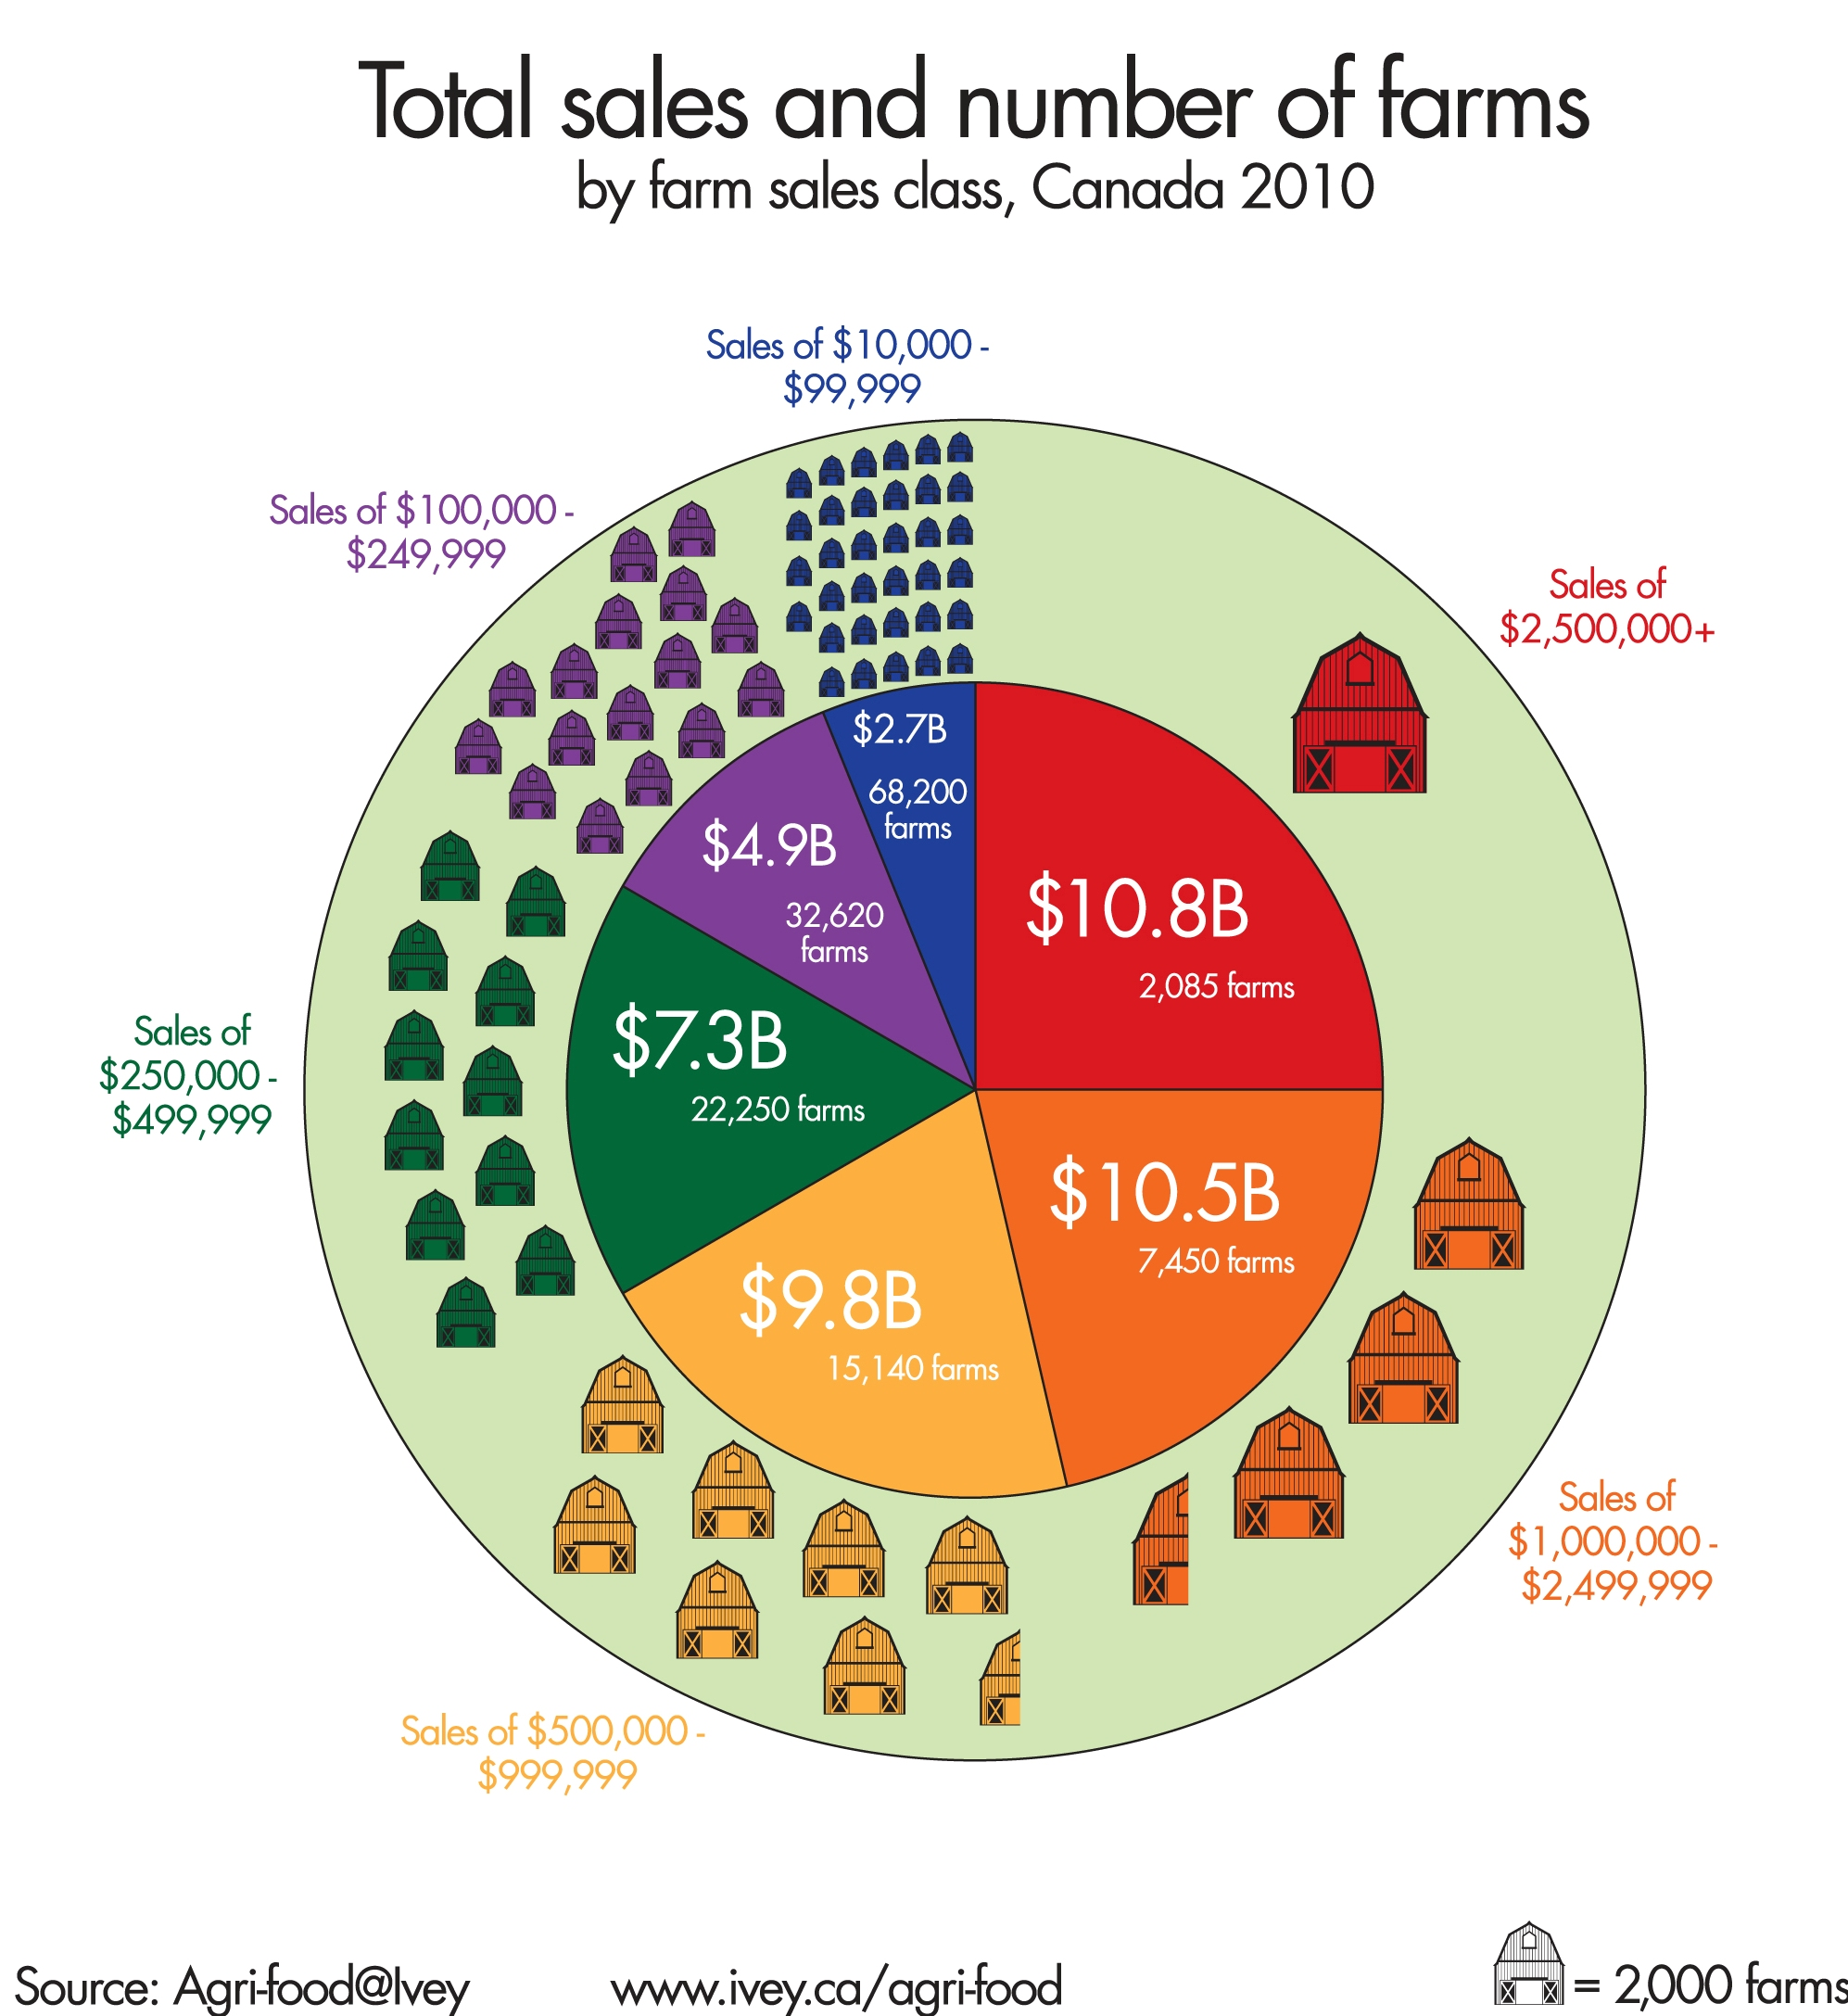 Total sales and number of farms
by farm sales class, Canada 2010
Sales of $10,000 -
$99,999
Sales of $100,000 -
$249,999
Sales of
$2,500,000+
$2.7B
68,200
farms
$4.9B
32,620
farms
$10.8B
2,085 farms
Sales of
$250,000 -
$499,999
$7.3B
22,250 farms
$10.5B
7,450 farms
$9.8B
15,140 farms
Sales of
$1,000,000 -
$2,499,999
Sales of $500,000 -
$999,999
Source: Agri-food@Ivey
www.ivey.ca/agri-food
= 2,000 farms